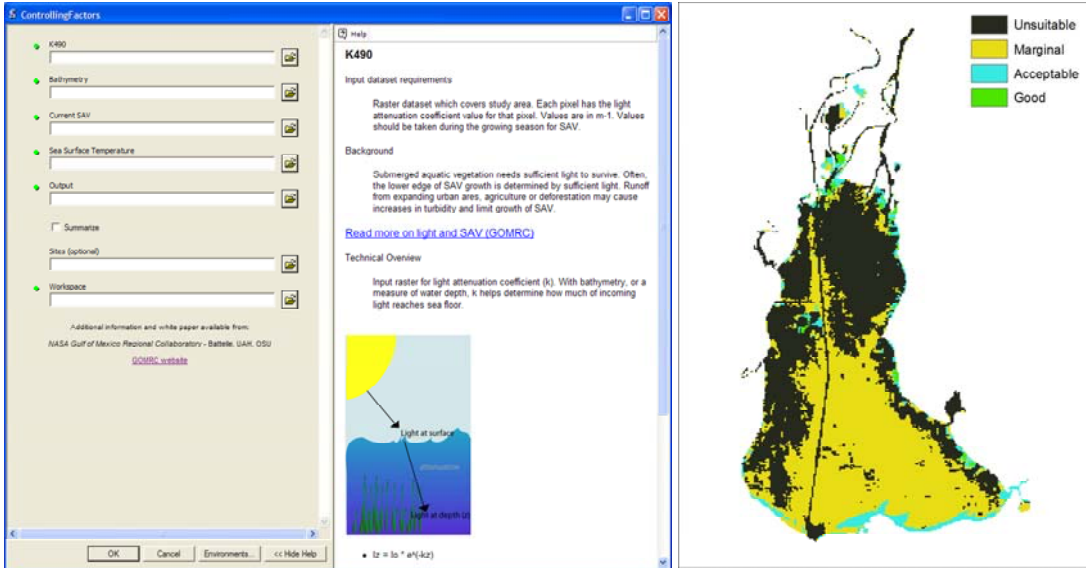 ControllingFactors
K490
Bathymetry
Current SAV
Sea Surface Temperature
Output
Summarize
Sites (optional)
Workspace
Additional information and white paper available from:
NASA Gulf of Mexico Regional Collaboratory - Battelle, UAH, OSU
GOMRC website
OK
Cancel
Environments...
<< Hide Help
Help
K490
Input dataset requirements
Raster dataset which covers study area. Each pixel has the light
attenuation coefficient value for that pixel. Values are in m-1. Values
should be taken during the growing season for SAV.
Background
Submerged aquatic vegetation needs sufficient light to survive. Often,
the lower edge of SAV growth is determined by sufficient light. Runoff
from expanding urban ares, agriculture or deforestation may cause
increases in turbidity and limit growth of SAV.
Read more on light and SAV (GOMRC)
Technical Overview
Input raster for light attenuation coefficient (k). With bathymetry, or a
measure of water depth, k helps determine how much of incoming
light reaches sea floor.
Light at surface
attenuation
Light at depth (z)
• Iz = Io * e^(-kz)
Unsuitable
Marginal
Acceptable
Good